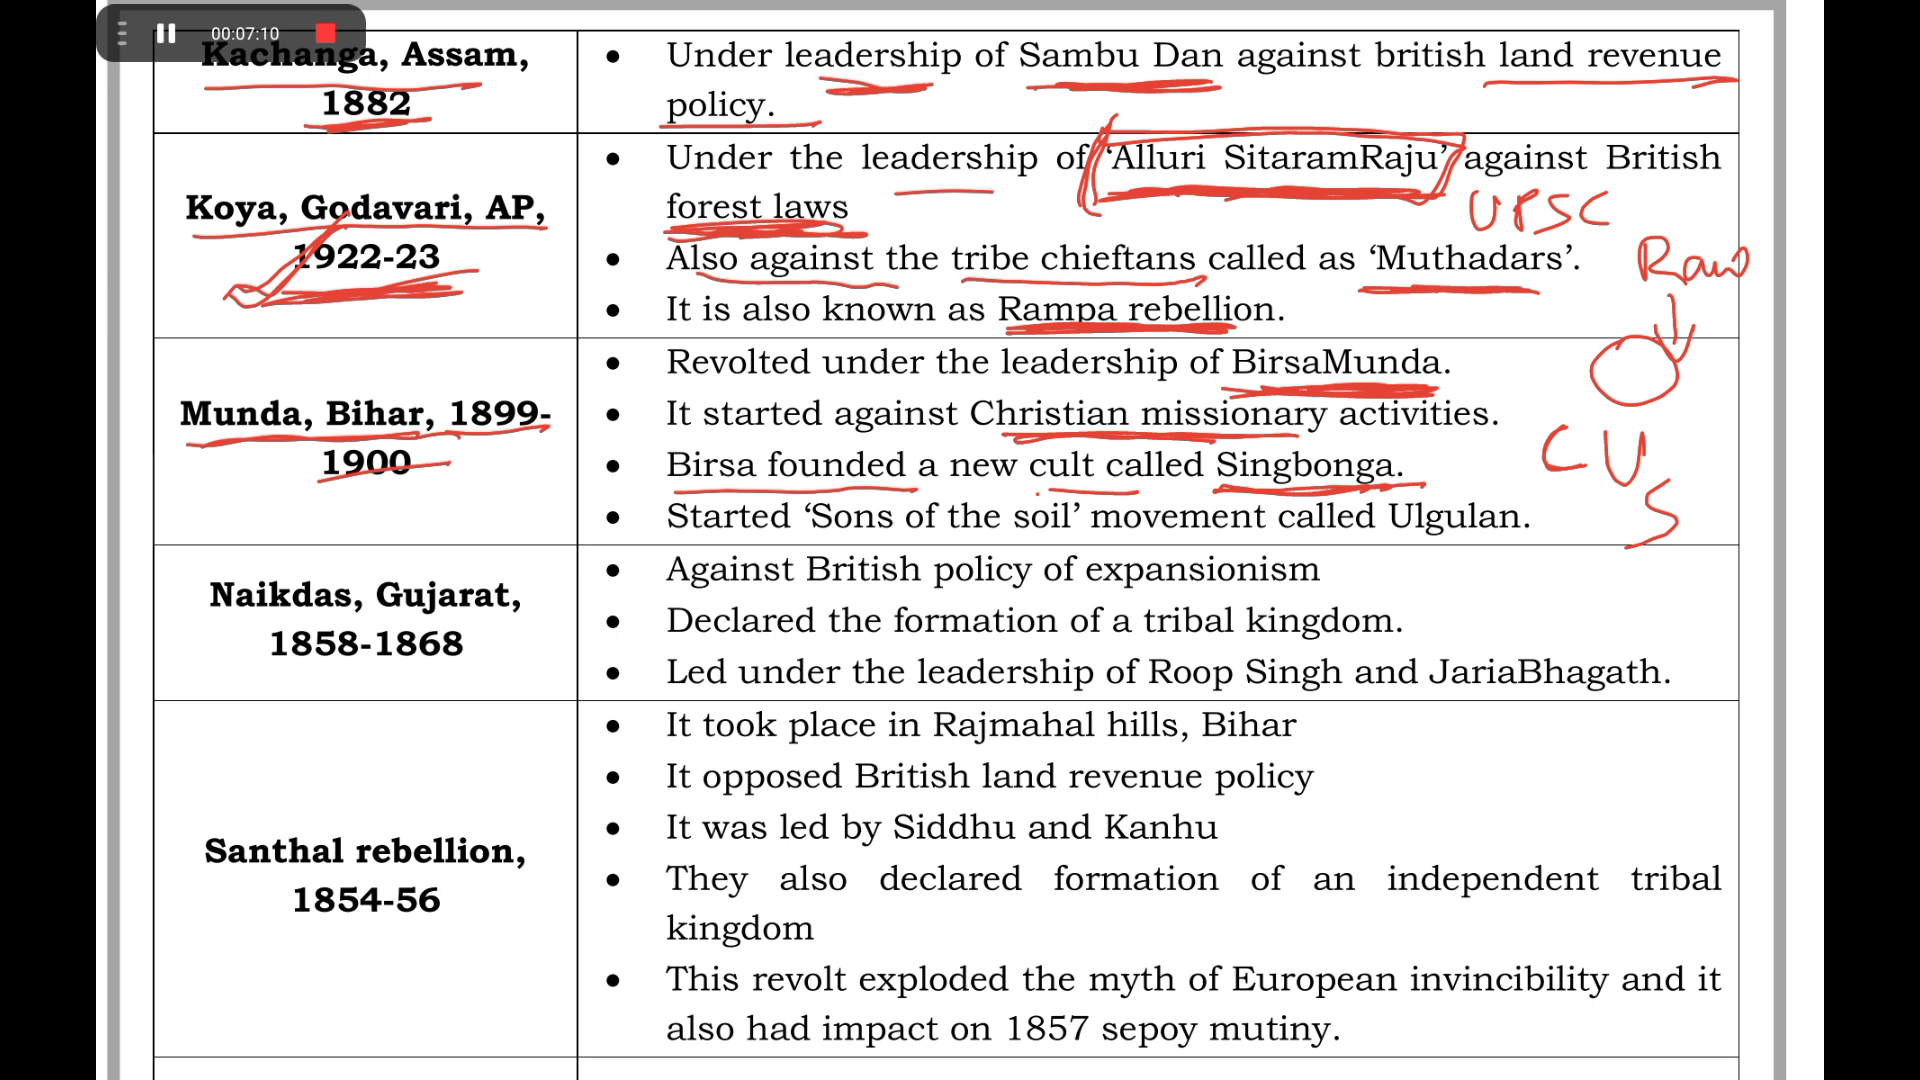 00:07:10
Kachanga, Assam,
1882
• Under leadership of Sambu Dan against british land revenue
policy.
Koya, Godavari, AP,
1922-23
• Under the leadership of ‘Alluri SitaramRaju’ against British
forest laws
UPSC
• Also against the tribe chieftans called as ‘Muthadars’.
• It is also known as Rampa rebellion.
Munda, Bihar, 1899-
1900
• Revolted under the leadership of BirsaMunda.
• It started against Christian missionary activities.
• Birsa founded a new cult called Singbonga.
• Started ‘Sons of the soil’ movement called Ulgulan.
C U
S
Naikdas, Gujarat,
1858-1868
• Against British policy of expansionism
• Declared the formation of a tribal kingdom.
• Led under the leadership of Roop Singh and JariaBhagath.
Santhal rebellion,
1854-56
• It took place in Rajmahal hills, Bihar
• It opposed British land revenue policy
• It was led by Siddhu and Kanhu
• They also declared formation of an independent tribal
kingdom
• This revolt exploded the myth of European invincibility and it
also had impact on 1857 sepoy mutiny.